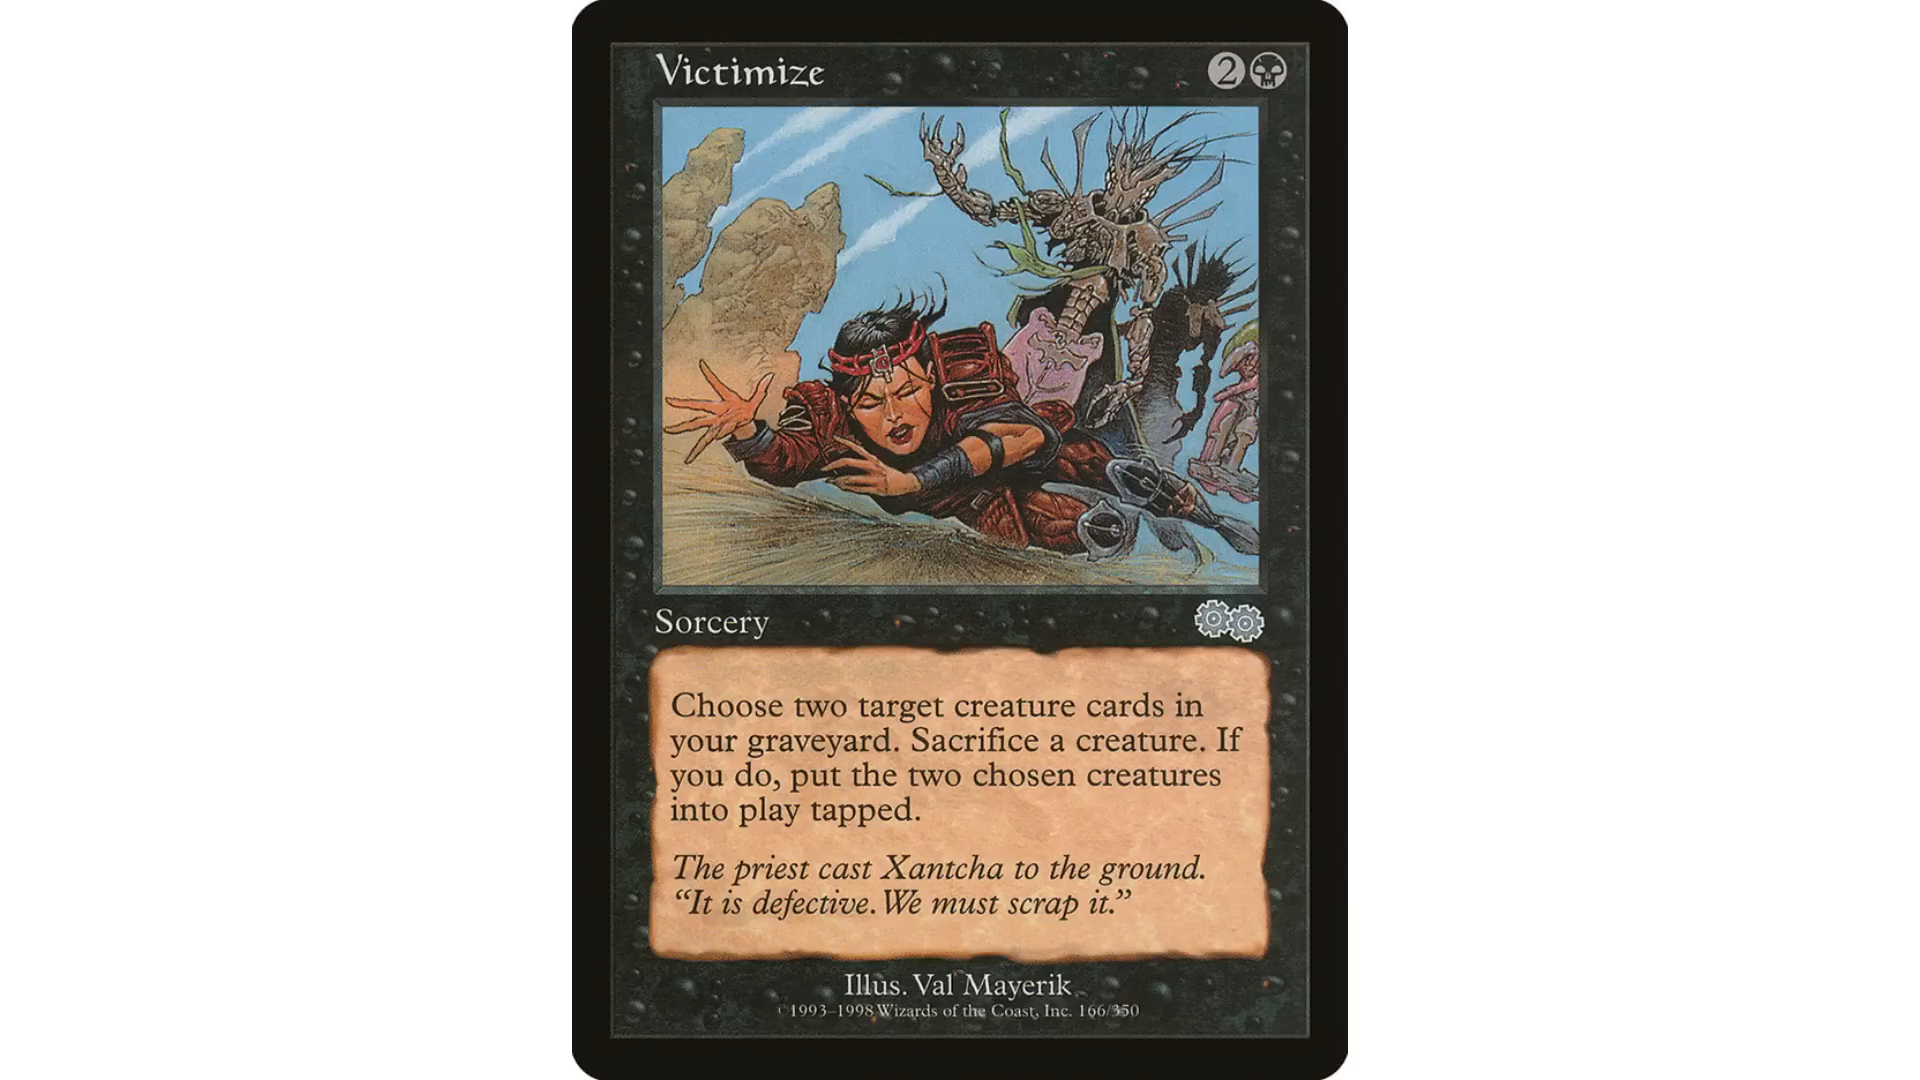 Victimize 2
Sorcery
Choose two target creature cards in
your graveyard. Sacrifice a creature. If
you do, put the two chosen creatures
into play tapped.
The priest cast Xantcha to the ground.
“It is defective. We must scrap it.”
Illus. Val Mayerik
©1993–1998 Wizards of the Coast, Inc. 166/350